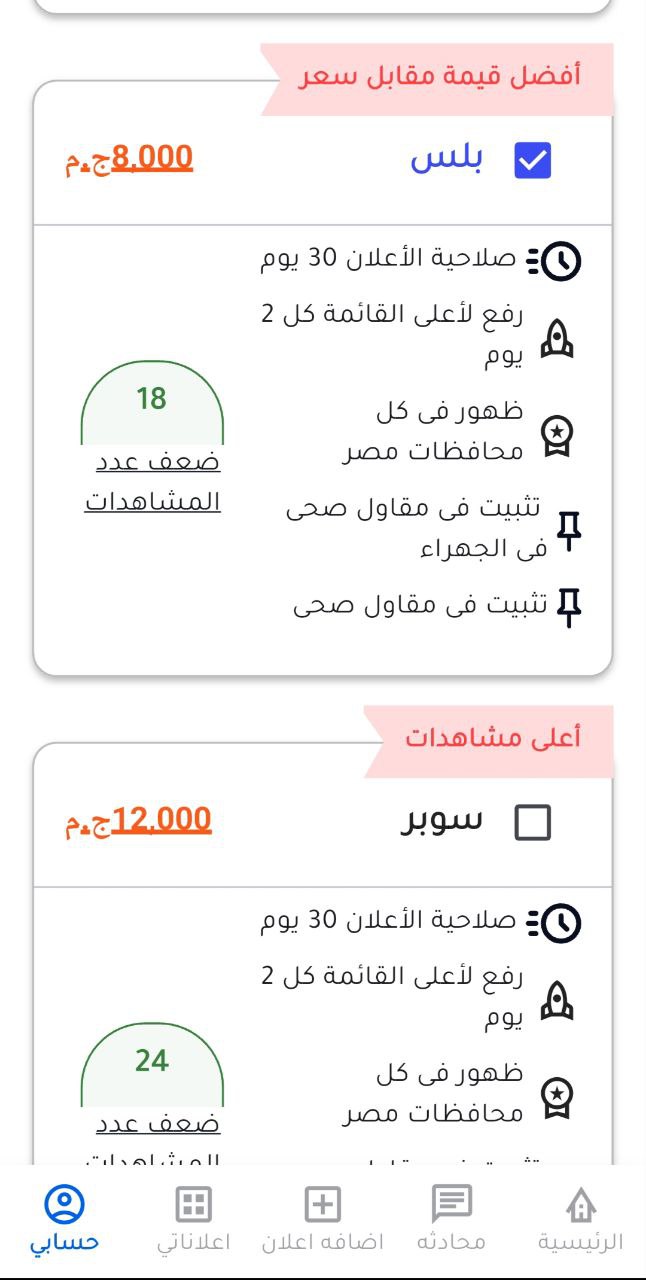 أفضل قيمة مقابل سعر
بلس
8,000ج.م
صلاحية الأعلان 30 يوم
رفع لأعلى القائمة كل 2
يوم
ظهور فى كل
محافظات مصر
تثبيت فى مقاول صحى
فى الجهراء
تثبيت فى مقاول صحى
18
ضعف عدد
المشاهدات
أعلى مشاهدات
سوبر
12,000ج.م
صلاحية الأعلان 30 يوم
رفع لأعلى القائمة كل 2
يوم
ظهور فى كل
محافظات مصر
24
ضعف عدد
المشاهدات
الرئيسية
محادثه
اضافه اعلان
اعلاناتي
حسابي